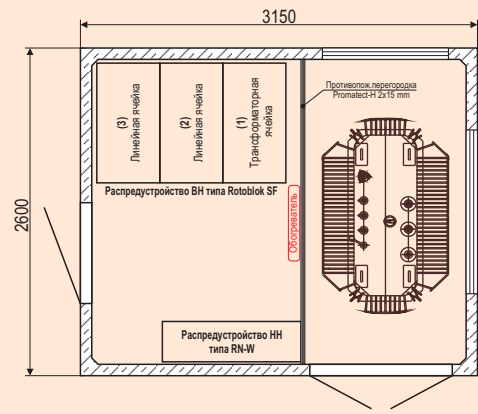 3150
2600
(3)
Линейная ячейка
(2)
Линейная ячейка
(1)
Трансформаторная
ячейка
Противопож.перегородка
Promatect-H 2x15 mm
Распредустройство ВН типа Rotoblok SF
Обогреватель
Распредустройство НН
типа RN-W